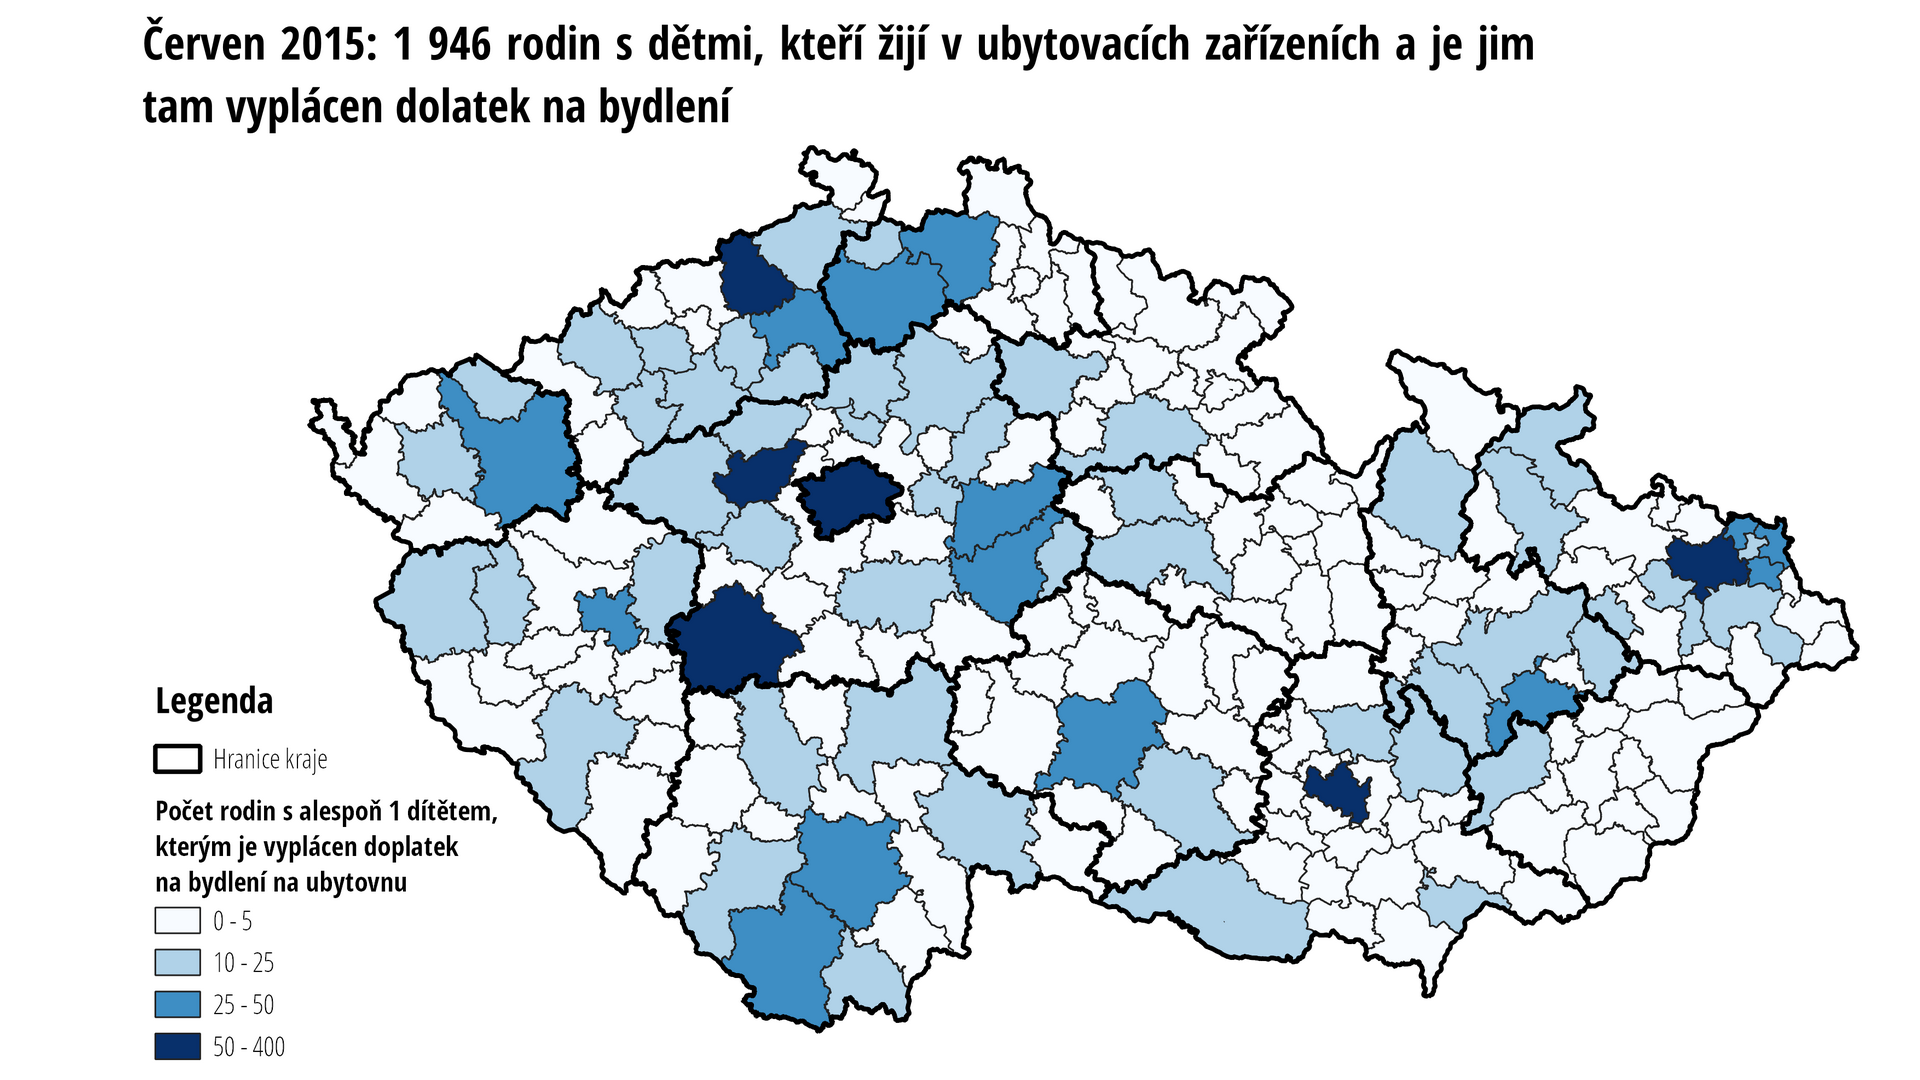 Červen 2015: 1 946 rodin s dětmi, kteří žijí v ubytovacích zařízeních a je jim
tam vyplácen dolatek na bydlení
Legenda
Hranice kraje
Počet rodin s alespoň 1 dítětem,
kterým je vyplácen doplatek
na bydlení na ubytovnu
0 - 5
10 - 25
25 - 50
50 - 400